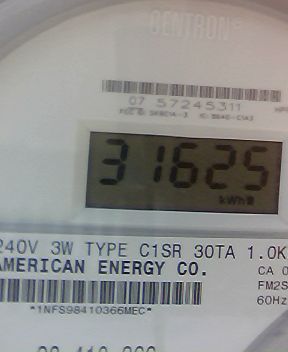 CENTRON®
07 57245311
31625
kWh
240V 3W TYPE C1SR 30TA 1.0K
AMERICAN ENERGY CO.
CA 0
FM2S
60Hz
*1NFS98410366MEC*